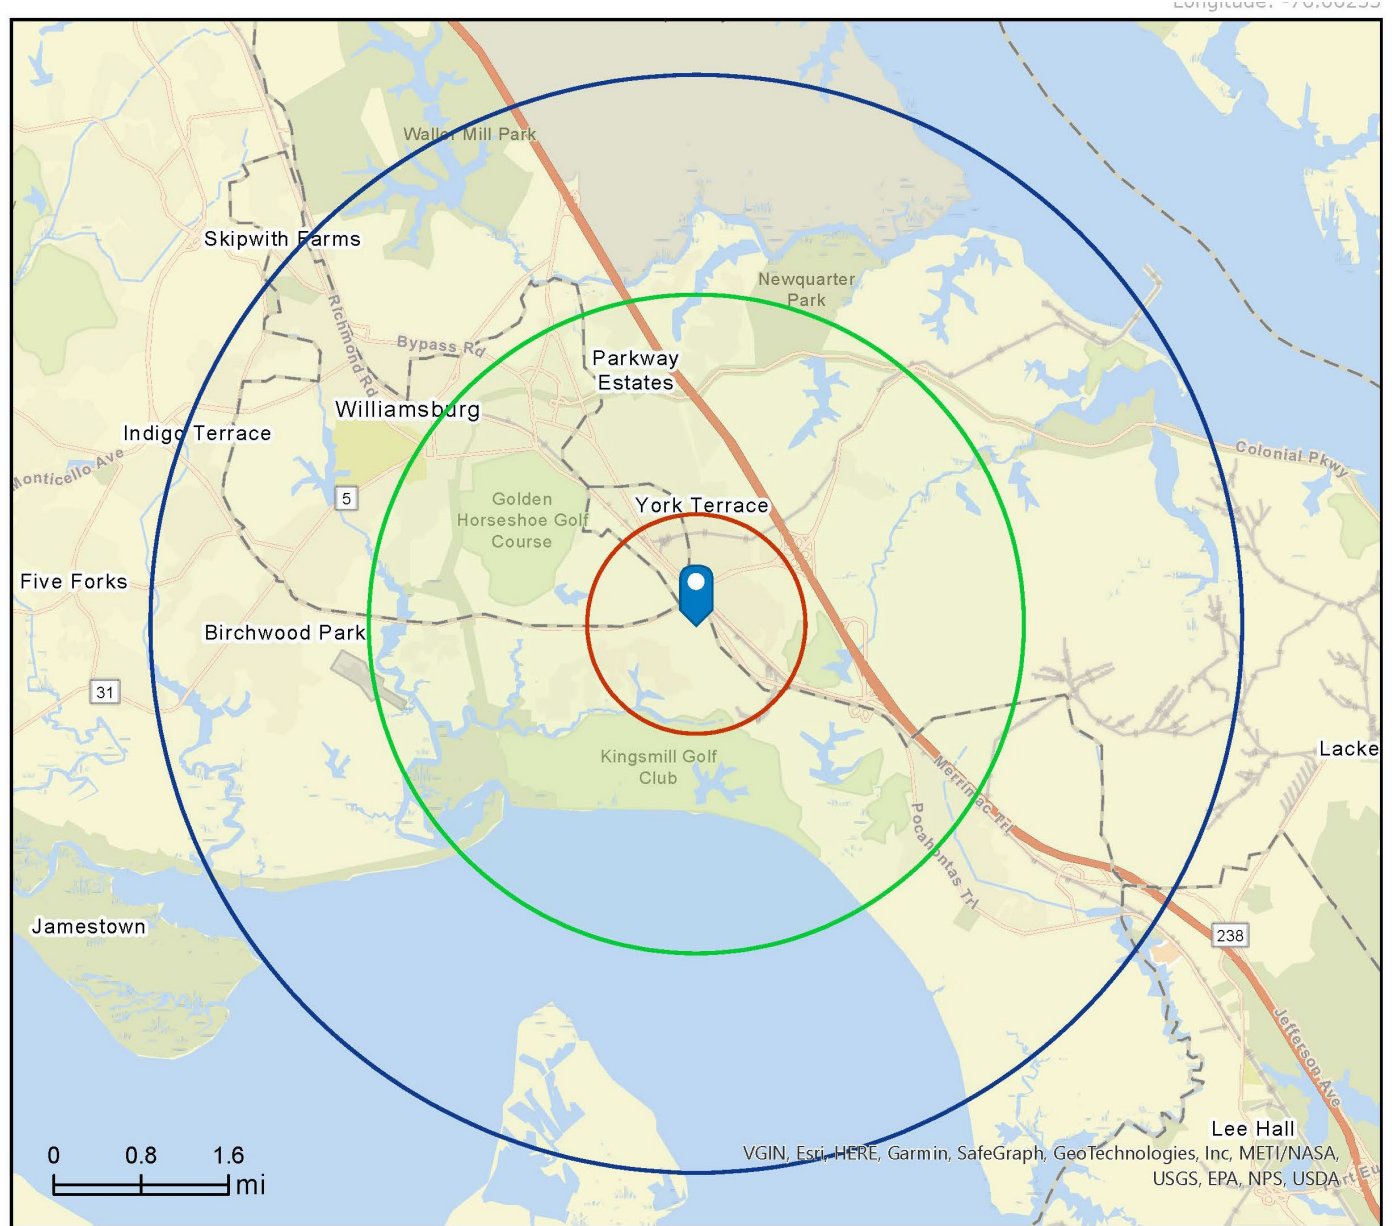 Longitude: -76.66255
Waller Mill Park
Skipwith Farms
Newquarter
Park
Richmond Rd
Bypass Rd
Parkway
Estates
Williamsburg
Indigo Terrace
Monticello Ave
Colonial Pkwy
5
Golden
Horseshoe Golf
Course
York Terrace
Five Forks
Birchwood Park
31
Kingsmill Golf
Club
Lacke
Merrimac Trl
Pocahontas Trl
Jamestown
238
Jefferson Ave
Lee Hall
0 0.8 1.6
mi
VGIN, Esri, HERE, Garmin, SafeGraph, GeoTechnologies, Inc, METI/NASA,
USGS, EPA, NPS, USDA